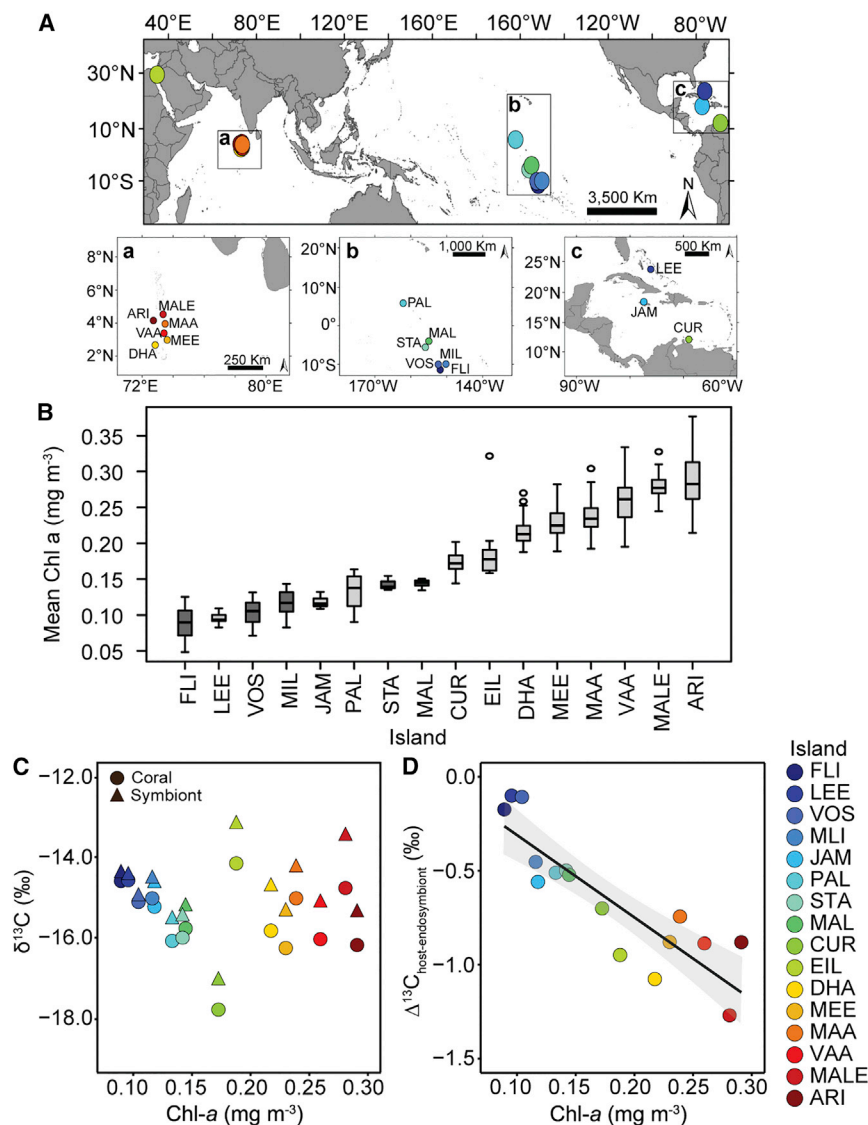 A
40°E 80°E 120°E 160°E 160°W 120°W 80°W
30°N
10°N
10°S
a
b
c
3,500 Km
N
a
8°N
6°N
4°N
2°N
72°E 80°E
ARI
MALE
MAA
VAA
MEE
DHA
250 Km
b
1,000 Km
20°N
10°N
0°
10°S
170°W 140°W
PAL
MAL
STA
MIL
VOS
FLI
c
500 Km
25°N
20°N
15°N
10°N
90°W 60°W
LEE
JAM
CUR
B
Mean Chl a (mg m-3)
0.35
0.30
0.25
0.20
0.15
0.10
0.05
FLI LEE VOS MIL JAM PAL STA MAL CUR EIL DHA MEE MAA VAA MALE ARI
Island
C
Coral
Symbiont
δ13C (‰)
−12.0
−14.0
−16.0
−18.0
0.10 0.15 0.20 0.25 0.30
Chl-a (mg m-3)
D
Δ13Chost-endosymbiont (‰)
0.0
−0.5
−1.0
−1.5
0.10 0.15 0.20 0.25 0.30
Chl-a (mg m-3)
Island
FLI
LEE
VOS
MLI
JAM
PAL
STA
MAL
CUR
EIL
DHA
MEE
MAA
VAA
MALE
ARI